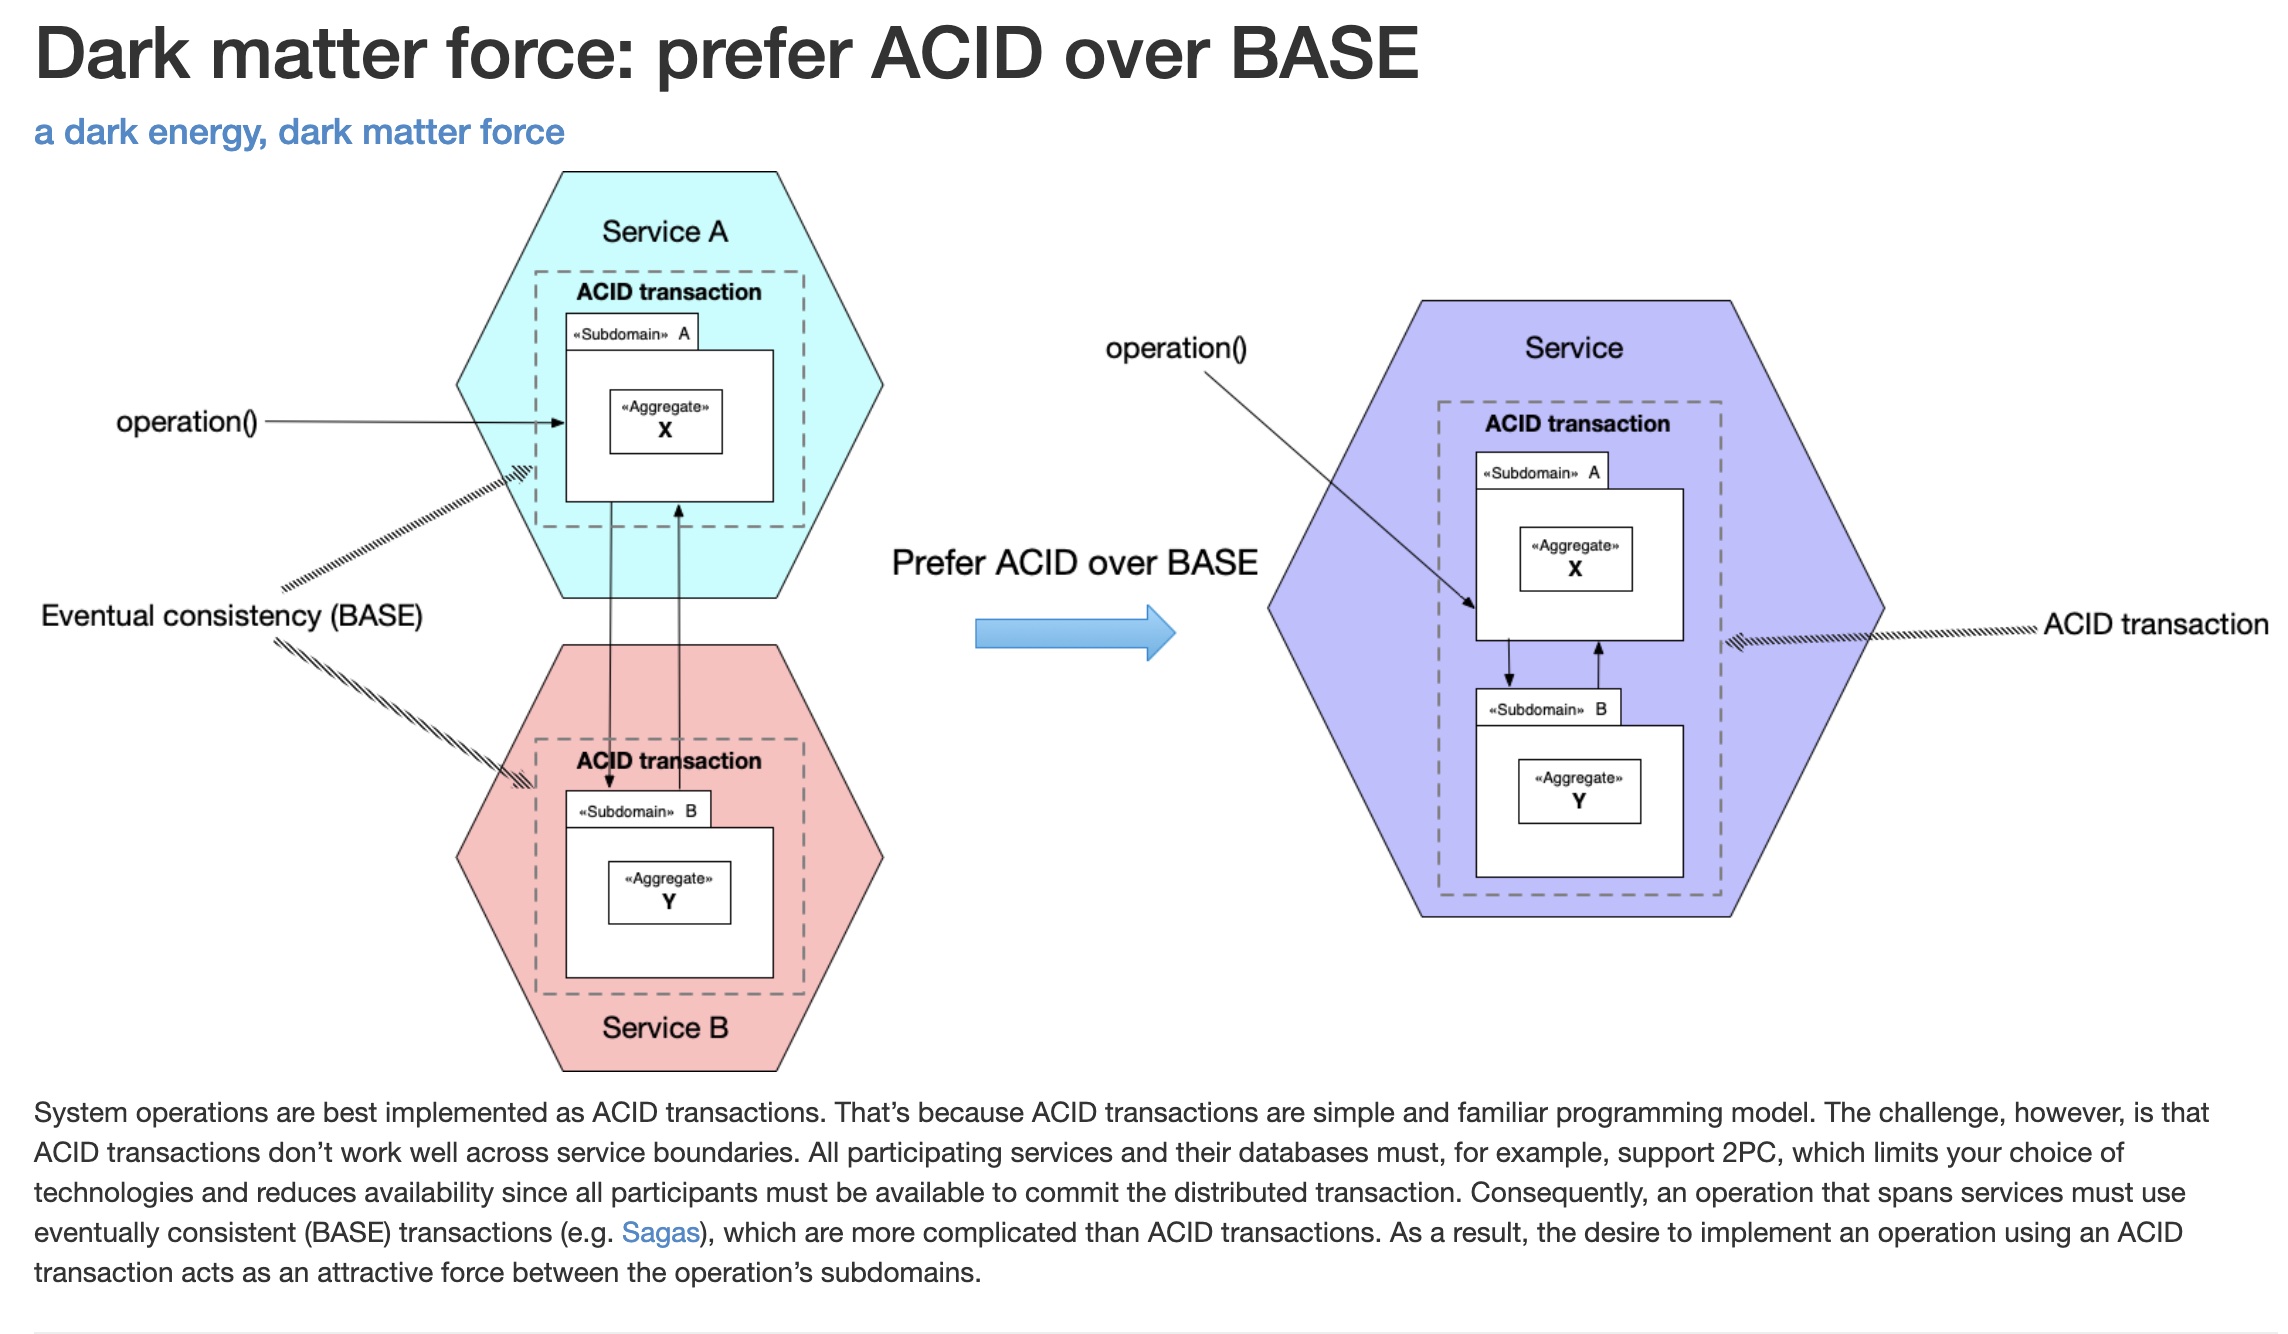 Dark matter force: prefer ACID over BASE
a dark energy, dark matter force
Service A
ACID transaction
«Subdomain» A
«Aggregate»
X
operation()
Eventual consistency (BASE)
ACID transaction
«Subdomain» B
«Aggregate»
Y
Service B
Prefer ACID over BASE
operation()
Service
ACID transaction
«Subdomain» A
«Aggregate»
X
«Subdomain» B
«Aggregate»
Y
ACID transaction
System operations are best implemented as ACID transactions. That’s because ACID transactions are simple and familiar programming model. The challenge, however, is that
ACID transactions don’t work well across service boundaries. All participating services and their databases must, for example, support 2PC, which limits your choice of
technologies and reduces availability since all participants must be available to commit the distributed transaction. Consequently, an operation that spans services must use
eventually consistent (BASE) transactions (e.g. Sagas), which are more complicated than ACID transactions. As a result, the desire to implement an operation using an ACID
transaction acts as an attractive force between the operation’s subdomains.